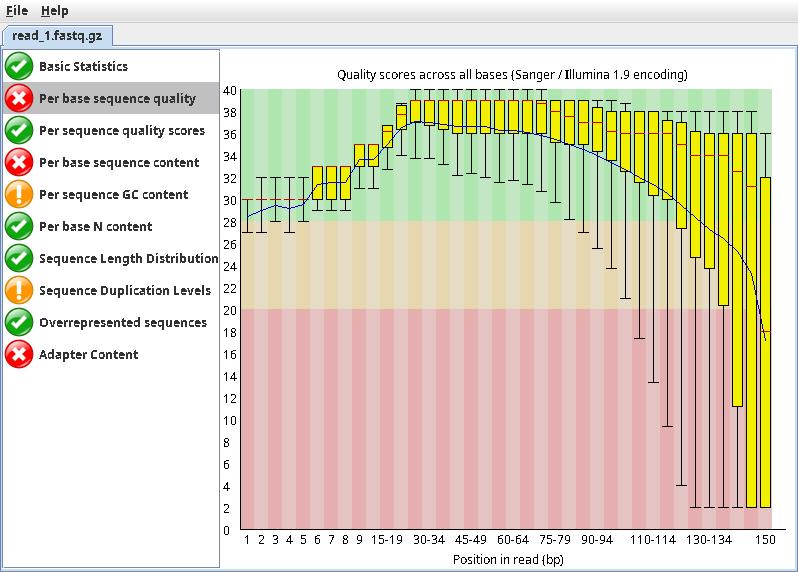 File Help
read_1.fastq.gz
Basic Statistics
Per base sequence quality
Per sequence quality scores
Per base sequence content
Per sequence GC content
Per base N content
Sequence Length Distribution
Sequence Duplication Levels
Overrepresented sequences
Adapter Content
Quality scores across all bases (Sanger / Illumina 1.9 encoding)
40
38
36
34
32
30
28
26
24
22
20
18
16
14
12
10
8
6
4
2
0
1 2 3 4 5 6 7 8 9 15-19 30-34 45-49 60-64 75-79 90-94 110-114 130-134 150
Position in read (bp)